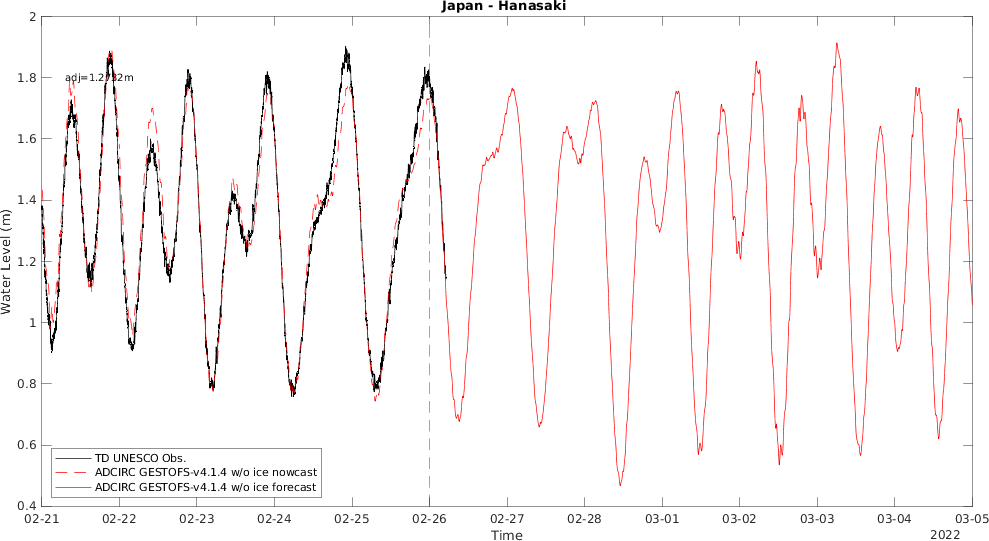 Japan - Hanasaki
2
1.8
1.6
1.4
1.2
1
0.8
0.6
0.4
Water Level (m)
TD UNESCO Obs.
ADCIRC GESTOFS-v4.1.4 w/o ice nowcast
ADCIRC GESTOFS-v4.1.4 w/o ice forecast
02-21 02-22 02-23 02-24 02-25 02-26 02-27 02-28 03-01 03-02 03-03 03-04 03-05
Time
2022